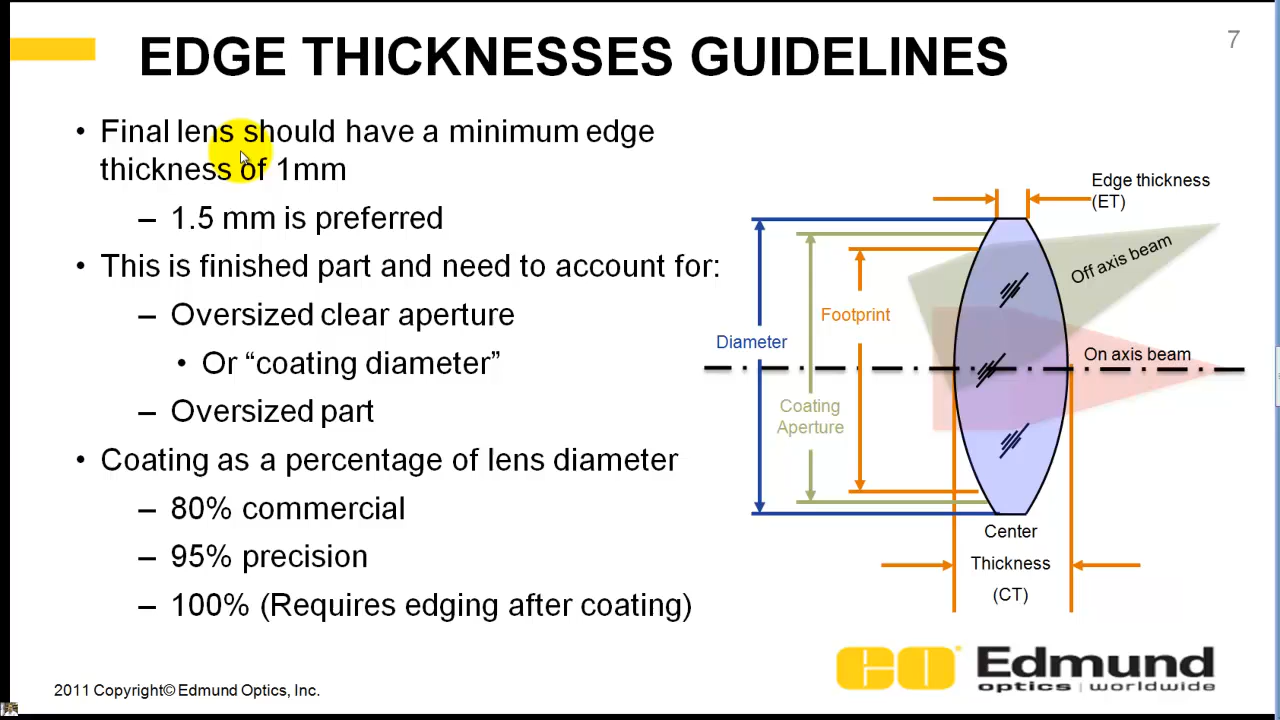 7
EDGE THICKNESSES GUIDELINES
• Final lens should have a minimum edge
thickness of 1mm
– 1.5 mm is preferred
• This is finished part and need to account for:
– Oversized clear aperture
• Or “coating diameter”
– Oversized part
• Coating as a percentage of lens diameter
– 80% commercial
– 95% precision
– 100% (Requires edging after coating)
Edge thickness
(ET)
Off axis beam
Footprint
Diameter
On axis beam
Coating
Aperture
Center
Thickness
(CT)
EO Edmund
optics | worldwide
2011 Copyright© Edmund Optics, Inc.